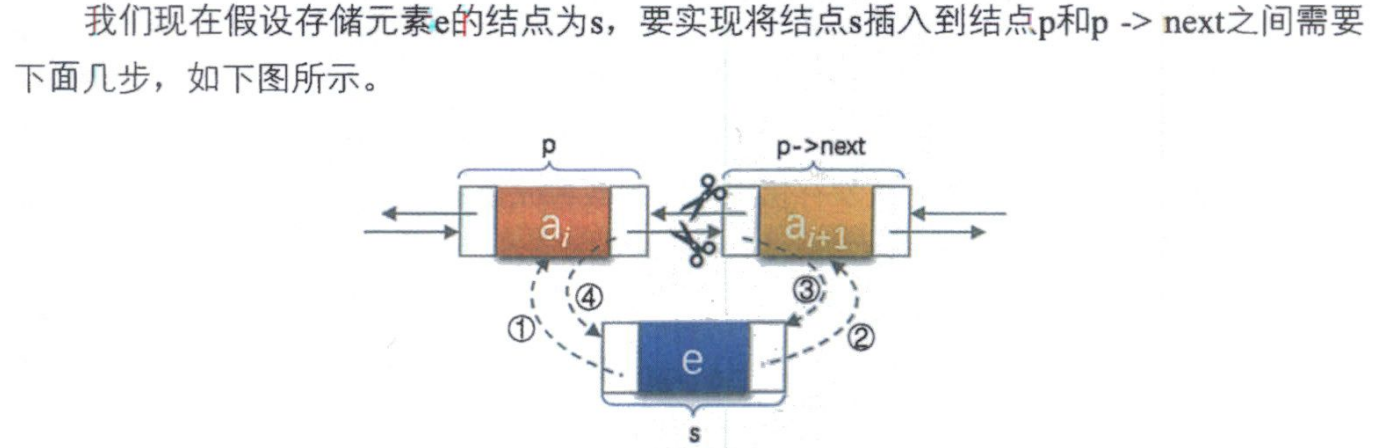 我们现在假设存储元素e的结点为s，要实现将结点s插入到结点p和p -> next之间需要
下面几步，如下图所示。
p
p->next
ai
ai+1
④
③
①
②
e
s